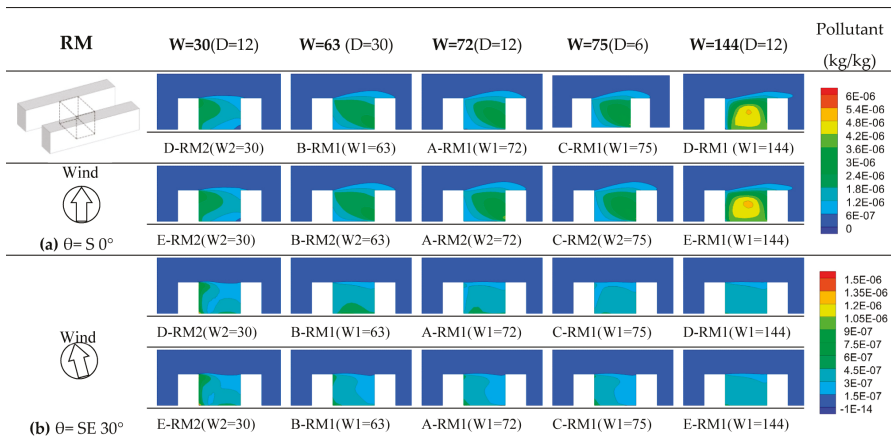 RM W=30(D=12) W=63 (D=30) W=72(D=12) W=75(D=6) W=144(D=12) Pollutant
(kg/kg)
D-RM2(W2=30) B-RM1(W1=63) A-RM1(W1=72) C-RM1(W1=75) D-RM1 (W1=144)
6E-06
5.4E-06
4.8E-06
4.2E-06
3.6E-06
3E-06
2.4E-06
1.8E-06
1.2E-06
6E-07
0
Wind
(a) θ= S 0°
E-RM2(W2=30) B-RM2(W2=63) A-RM2(W2=72) C-RM2(W2=75) E-RM1(W1=144)
D-RM2(W2=30) B-RM1(W1=63) A-RM1(W1=72) C-RM1(W1=75) D-RM1(W1=144)
1.5E-06
1.35E-06
1.2E-06
1.05E-06
9E-07
7.5E-07
6E-07
4.5E-07
3E-07
1.5E-07
-1E-14
Wind
(b) θ= SE 30°
E-RM2(W2=30) B-RM1(W1=63) A-RM1(W1=72) C-RM1(W1=75) E-RM1(W1=144)